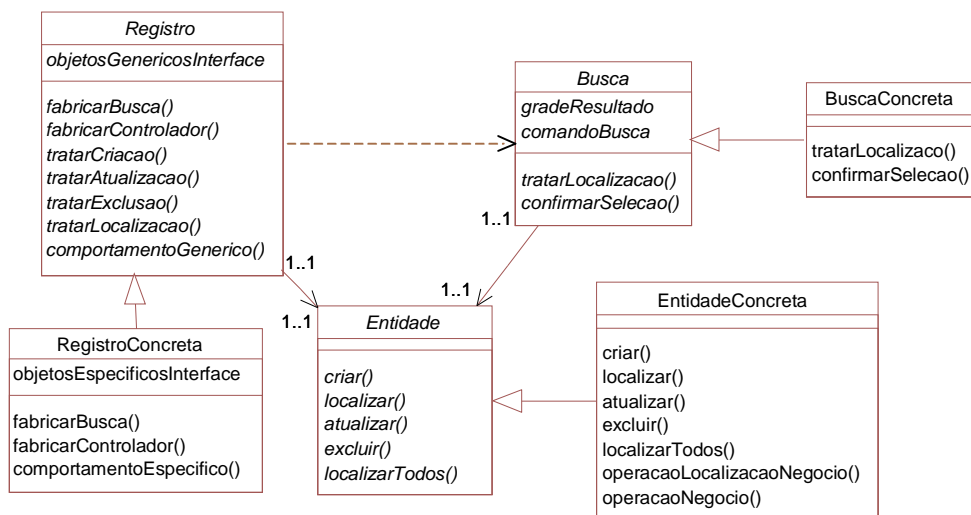 Registro
objetosGenericosInterface
fabricarBusca()
fabricarControlador()
tratarCriacao()
tratarAtualizacao()
tratarExclusao()
tratarLocalizacao()
comportamentoGenerico()
Busca
gradeResultado
comandoBusca
tratarLocalizacao()
confirmarSelecao()
BuscaConcreta
tratarLocalizaco()
confirmarSelecao()
1..1
1..1
1..1
1..1
RegistroConcreta
objetosEspecificosInterface
fabricarBusca()
fabricarControlador()
comportamentoEspecifico()
Entidade
criar()
localizar()
atualizar()
excluir()
localizarTodos()
EntidadeConcreta
criar()
localizar()
atualizar()
excluir()
localizarTodos()
operacaoLocalizacaoNegocio()
operacaoNegocio()